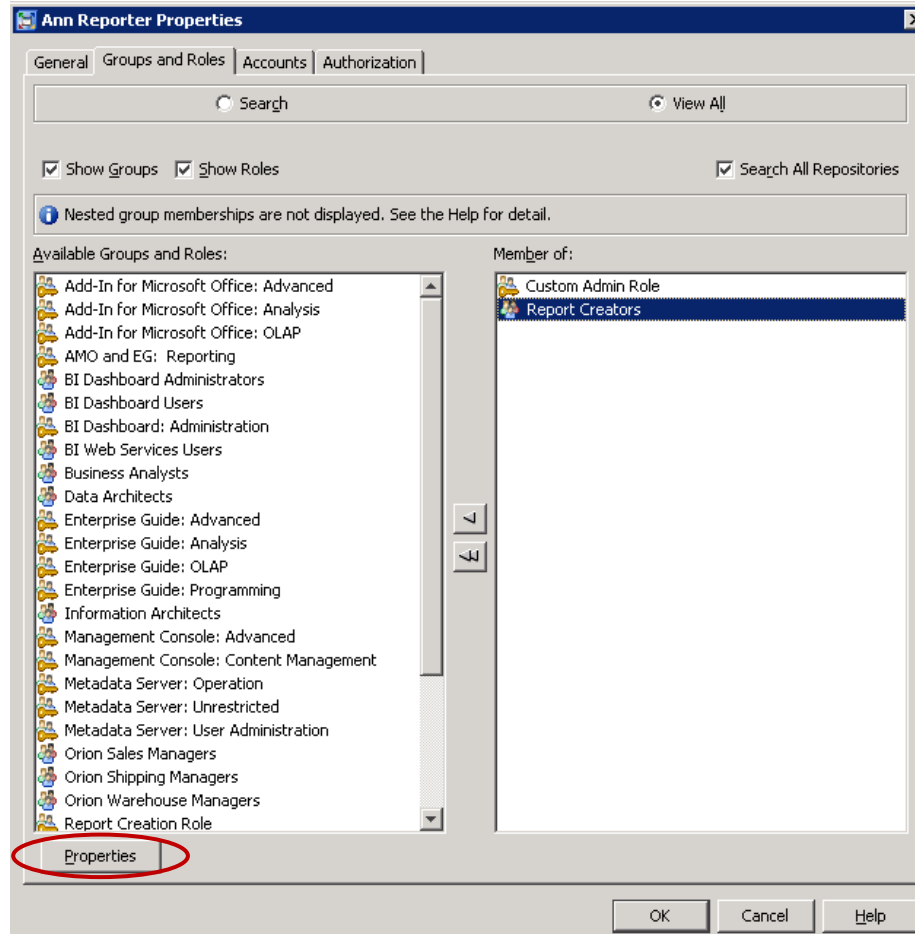 Ann Reporter Properties
General Groups and Roles Accounts Authorization
Search View All
Show Groups Show Roles Search All Repositories
Nested group memberships are not displayed. See the Help for detail.
Available Groups and Roles: Member of:
Add-In for Microsoft Office: Advanced
Add-In for Microsoft Office: Analysis
Add-In for Microsoft Office: OLAP
AMO and EG:  Reporting
BI Dashboard Administrators
BI Dashboard Users
BI Dashboard: Administration
BI Web Services Users
Business Analysts
Data Architects
Enterprise Guide: Advanced
Enterprise Guide: Analysis
Enterprise Guide: OLAP
Enterprise Guide: Programming
Information Architects
Management Console: Advanced
Management Console: Content Management
Metadata Server: Operation
Metadata Server: Unrestricted
Metadata Server: User Administration
Orion Sales Managers
Orion Shipping Managers
Orion Warehouse Managers
Report Creation Role
Custom Admin Role
Report Creators
Properties
OK Cancel Help